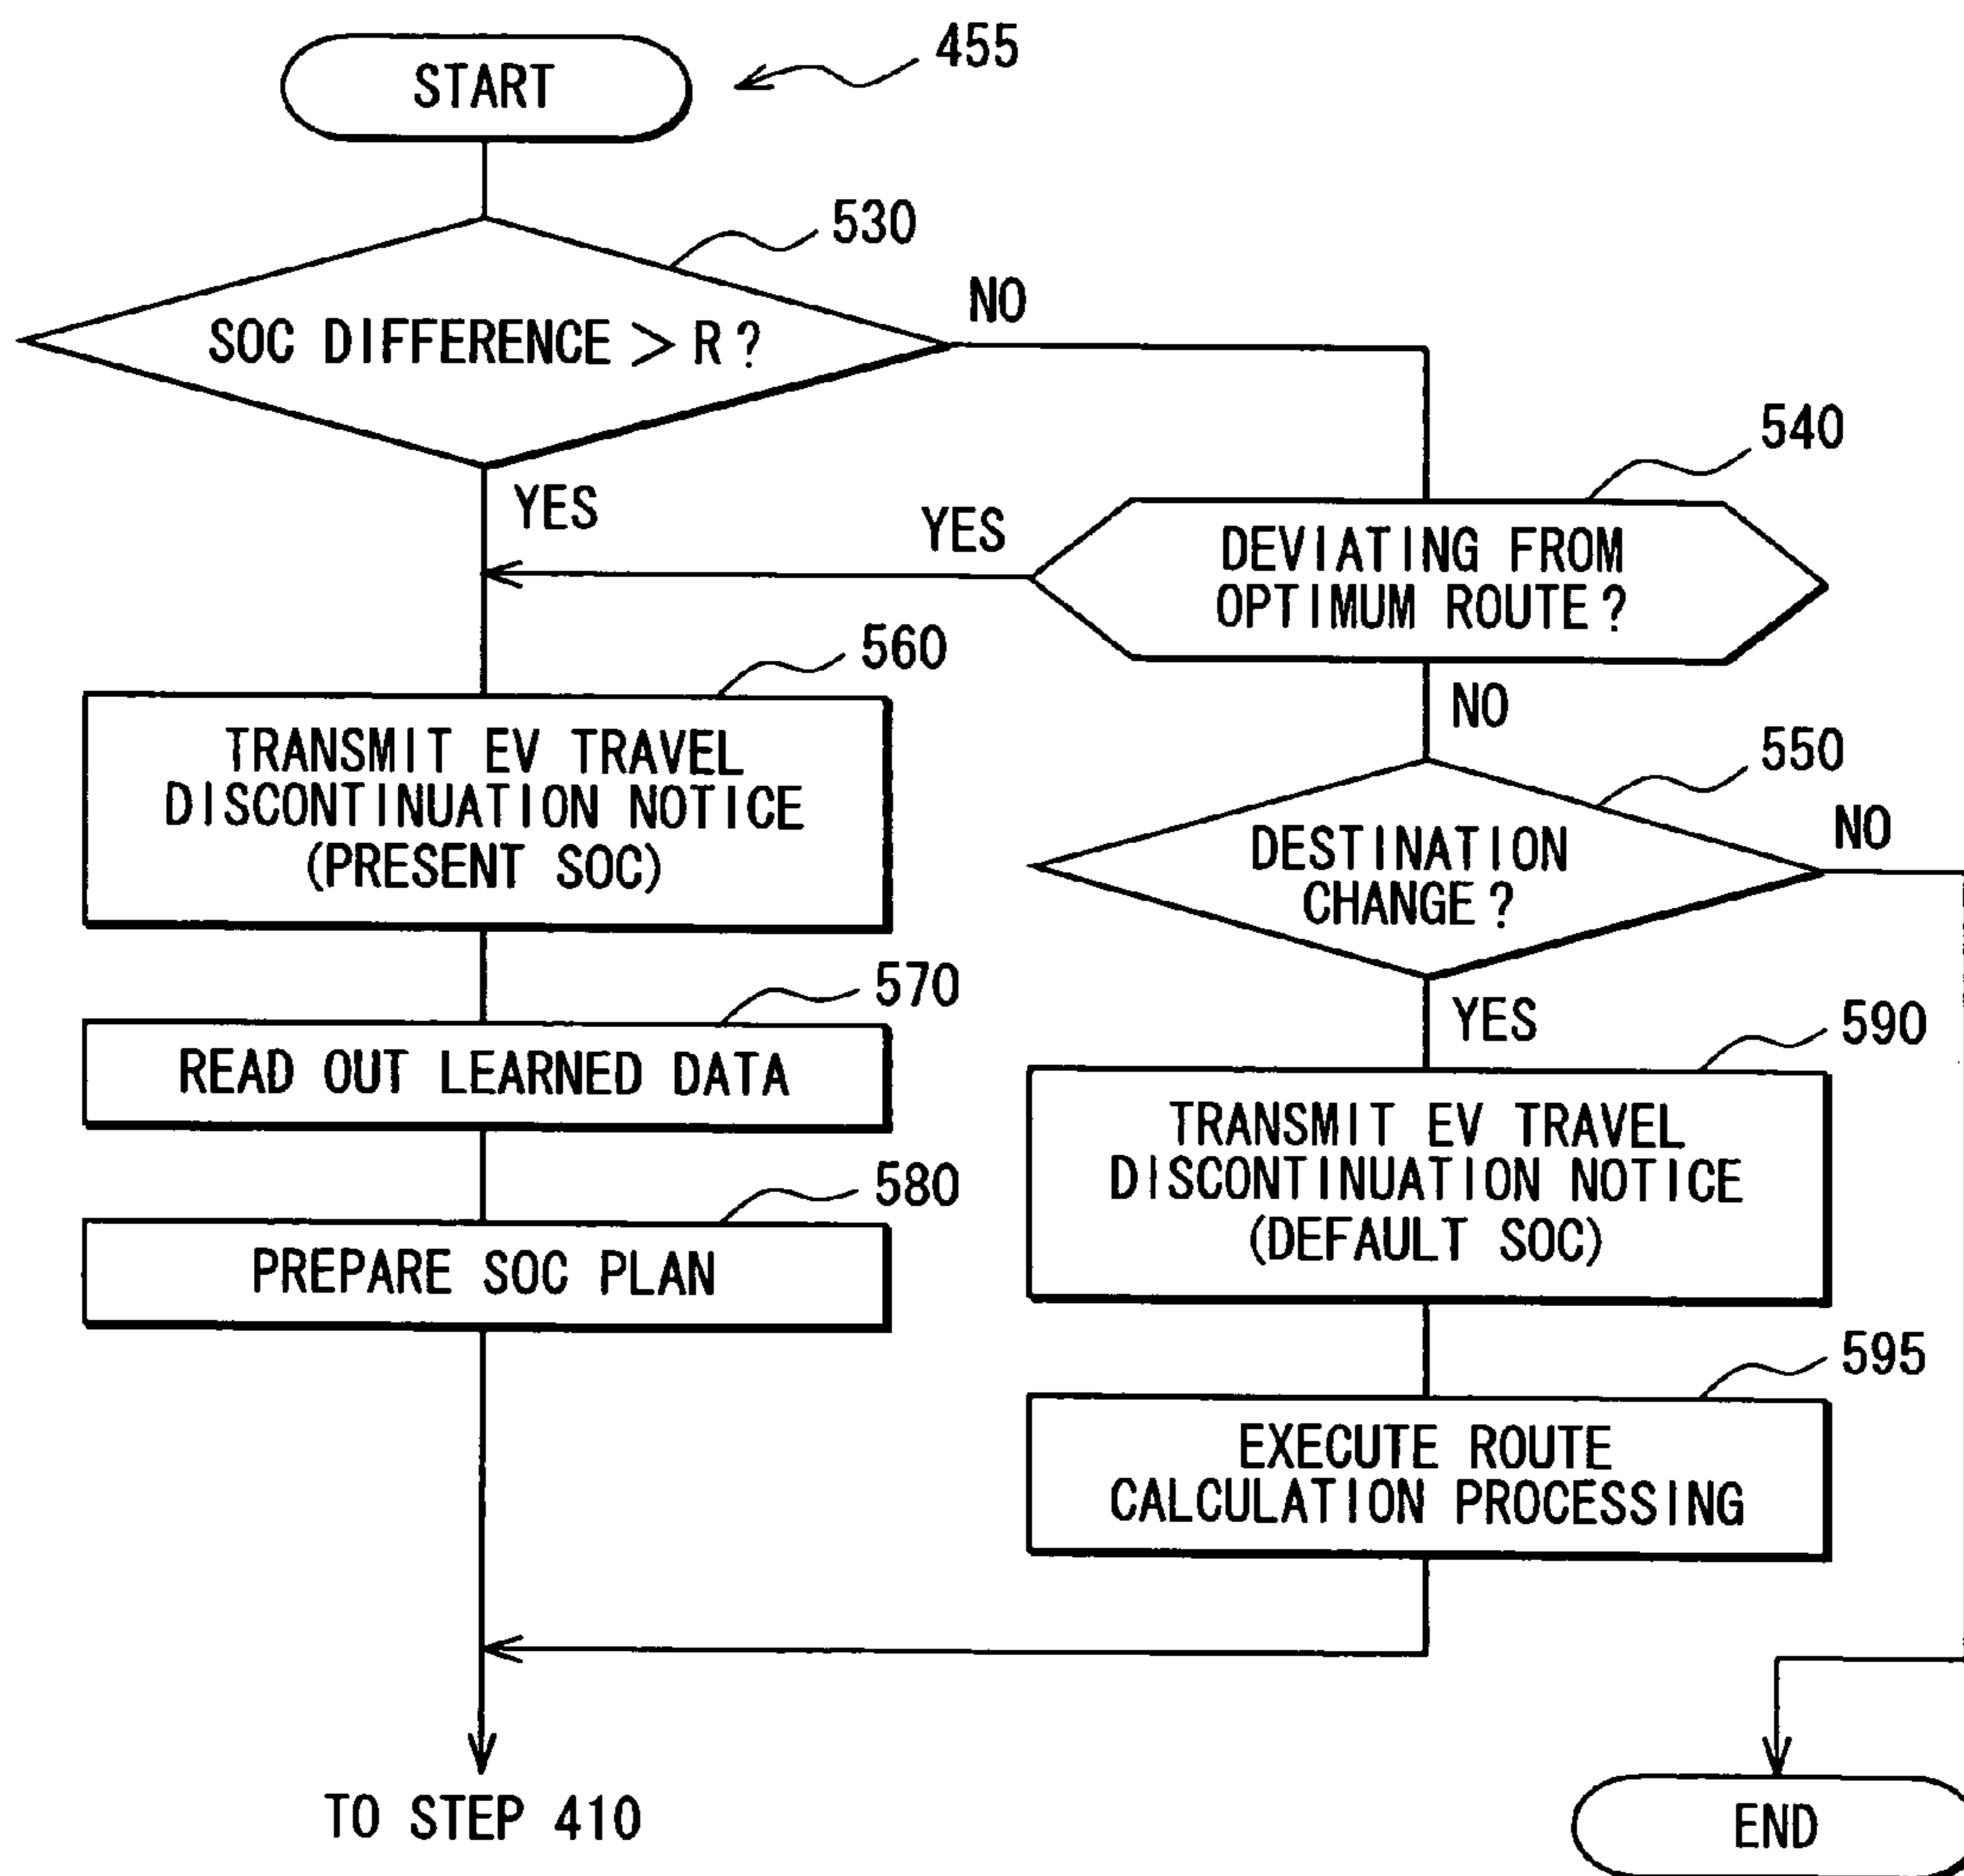 START
455
530
SOC DIFFERENCE > R?
NO
YES
540
YES
DEVIATING FROM
OPTIMUM ROUTE?
NO
560
TRANSMIT EV TRAVEL
DISCONTINUATION NOTICE
(PRESENT SOC)
550
DESTINATION
CHANGE?
NO
YES
570
READ OUT LEARNED DATA
590
TRANSMIT EV TRAVEL
DISCONTINUATION NOTICE
(DEFAULT SOC)
580
PREPARE SOC PLAN
595
EXECUTE ROUTE
CALCULATION PROCESSING
TO STEP 410
END